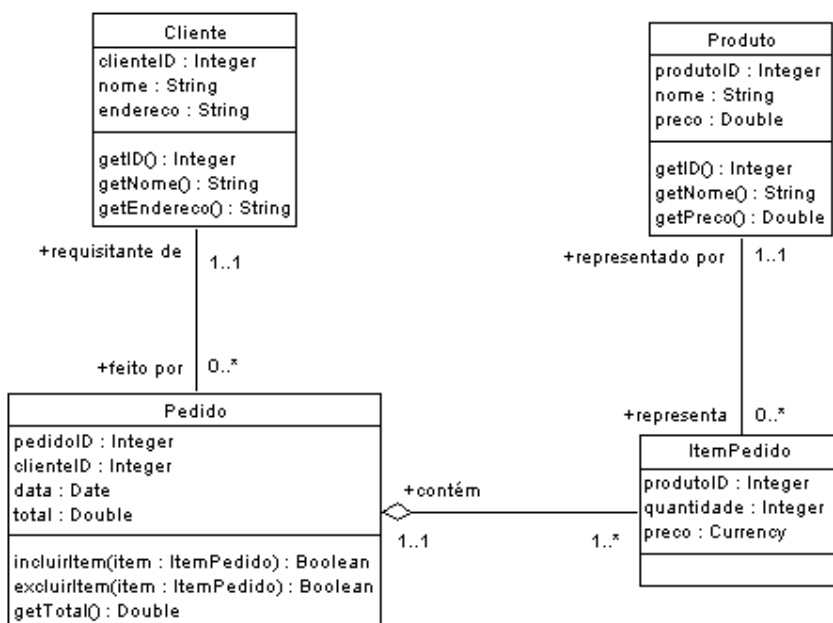 Cliente
clienteID : Integer
nome : String
endereco : String
getID() : Integer
getNome() : String
getEndereco() : String
Produto
produtoID : Integer
nome : String
preco : Double
getID() : Integer
getNome() : String
getPreco() : Double
+requisitante de
1..1
+representado por
1..1
+feito por
0..*
+representa
0..*
Pedido
pedidoID : Integer
clienteID : Integer
data : Date
total : Double
incluirItem(item : ItemPedido) : Boolean
excluirItem(item : ItemPedido) : Boolean
getTotal() : Double
+contém
1..1
1..*
ItemPedido
produtoID : Integer
quantidade : Integer
preco : Currency